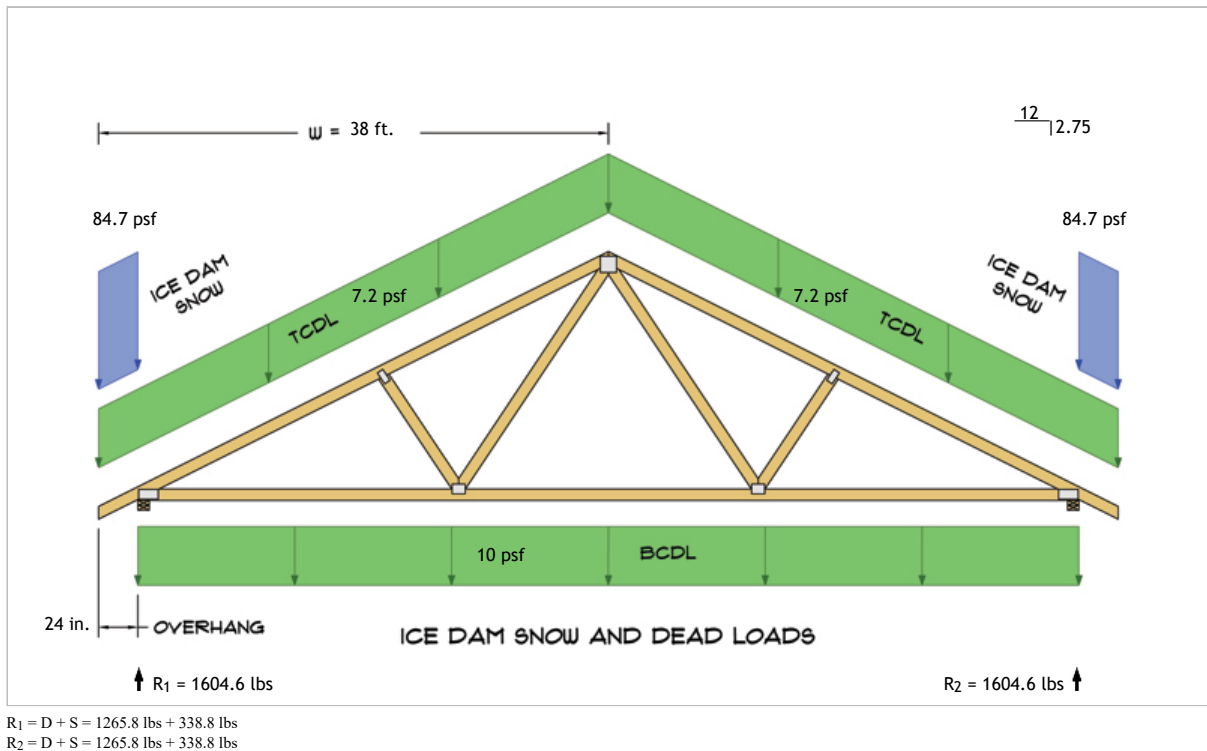 W = 38 ft.
12
2.75
84.7 psf
84.7 psf
ICE DAM
SNOW
ICE DAM
SNOW
7.2 psf
7.2 psf
TCDL
TCDL
10 psf
BCDL
24 in.
OVERHANG
ICE DAM SNOW AND DEAD LOADS
R1 = 1604.6 lbs
R2 = 1604.6 lbs
R1 = D + S = 1265.8 lbs + 338.8 lbs
R2 = D + S = 1265.8 lbs + 338.8 lbs